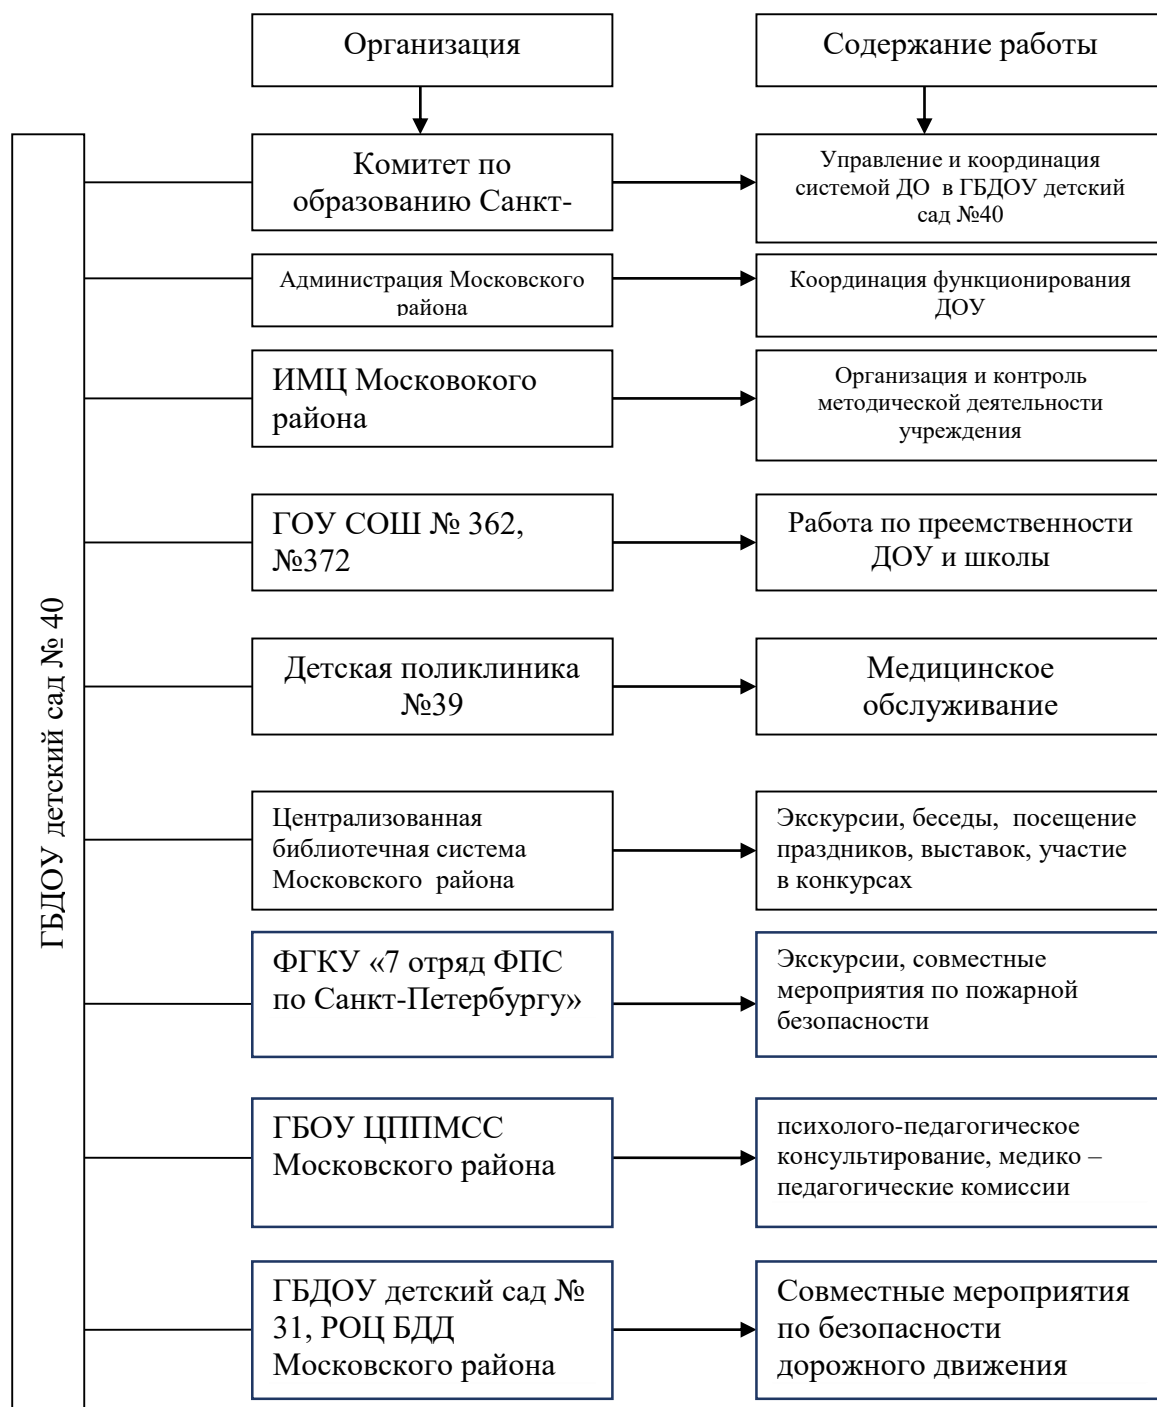 Организация
Содержание работы
ГБДОУ детский сад № 40
Комитет по
образованию Санкт-
Управление и координация
системой ДО в ГБДОУ детский
сад №40
Администрация Московского
района
Координация функционирования
ДОУ
ИМЦ Московокого
района
Организация и контроль
методической деятельности
учреждения
ГОУ СОШ № 362,
№372
Работа по преемственности
ДОУ и школы
Детская поликлиника
№39
Медицинское
обслуживание
Централизованная
библиотечная система
Московского района
Экскурсии, беседы, посещение
праздников, выставок, участие
в конкурсах
ФГКУ «7 отряд ФПС
по Санкт-Петербургу»
Экскурсии, совместные
мероприятия по пожарной
безопасности
ГБОУ ЦППМСС
Московского района
психолого-педагогическое
консультирование, медико –
педагогические комиссии
ГБДОУ детский сад №
31, РОЦ БДД
Московского района
Совместные мероприятия
по безопасности
дорожного движения